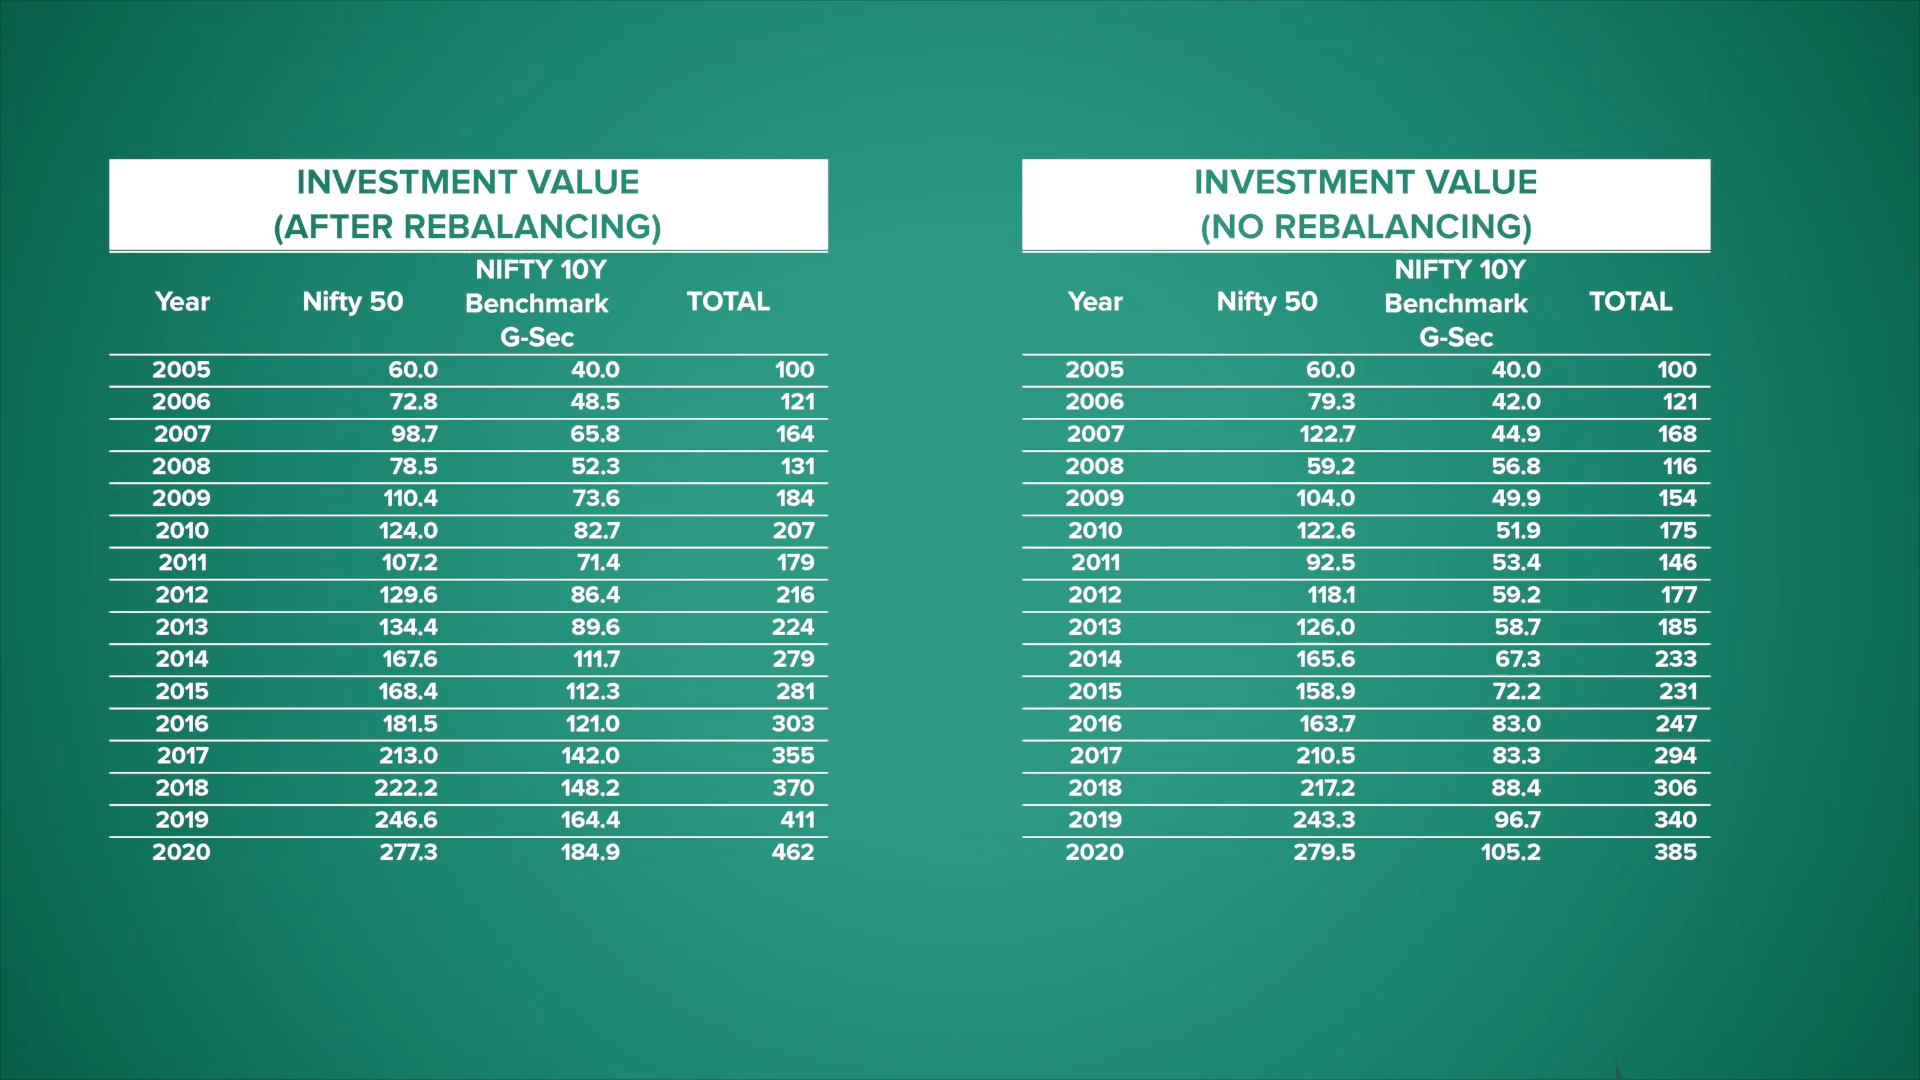 INVESTMENT VALUE
(AFTER REBALANCING)
Year Nifty 50 NIFTY 10Y Benchmark G-Sec TOTAL
2005 60.0 40.0 100
2006 72.8 48.5 121
2007 98.7 65.8 164
2008 78.5 52.3 131
2009 110.4 73.6 184
2010 124.0 82.7 207
2011 107.2 71.4 179
2012 129.6 86.4 216
2013 134.4 89.6 224
2014 167.6 111.7 279
2015 168.4 112.3 281
2016 181.5 121.0 303
2017 213.0 142.0 355
2018 222.2 148.2 370
2019 246.6 164.4 411
2020 277.3 184.9 462
INVESTMENT VALUE
(NO REBALANCING)
Year Nifty 50 NIFTY 10Y Benchmark G-Sec TOTAL
2005 60.0 40.0 100
2006 79.3 42.0 121
2007 122.7 44.9 168
2008 59.2 56.8 116
2009 104.0 49.9 154
2010 122.6 51.9 175
2011 92.5 53.4 146
2012 118.1 59.2 177
2013 126.0 58.7 185
2014 165.6 67.3 233
2015 158.9 72.2 231
2016 163.7 83.0 247
2017 210.5 83.3 294
2018 217.2 88.4 306
2019 243.3 96.7 340
2020 279.5 105.2 385